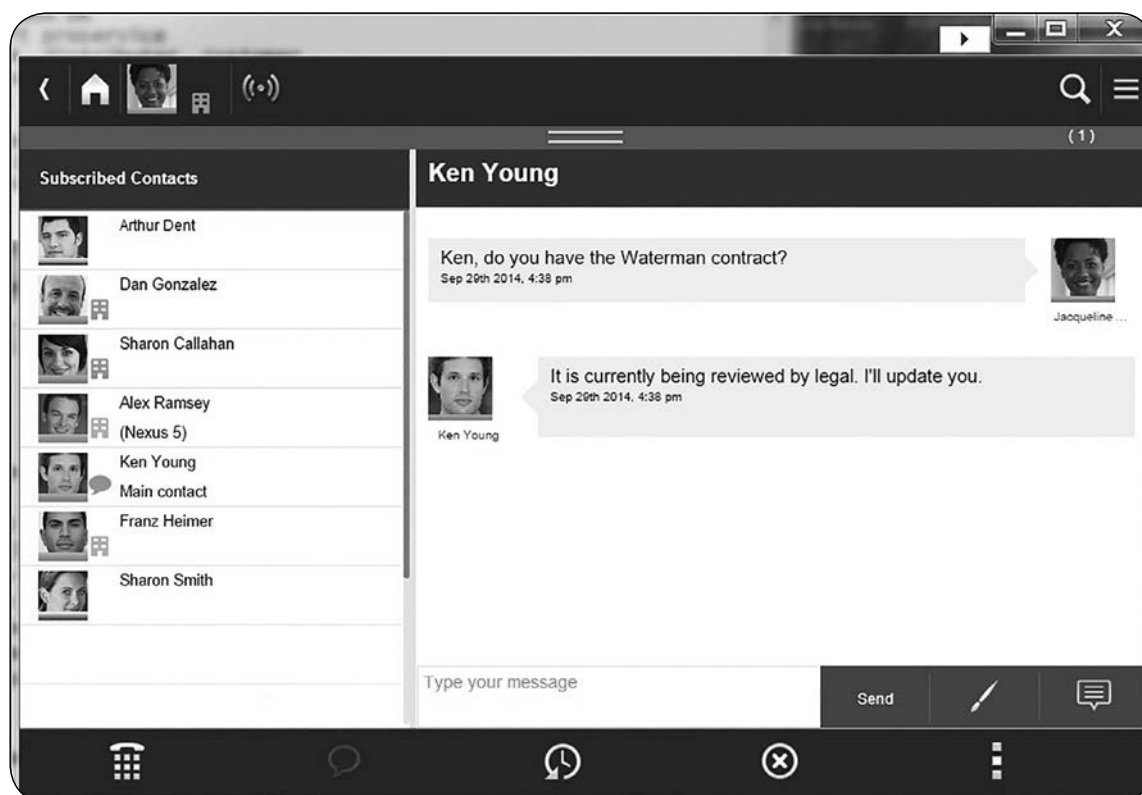 proservice
(1)
Subscribed Contacts
Arthur Dent
Dan Gonzalez
Sharon Callahan
Alex Ramsey
(Nexus 5)
Ken Young
Main contact
Franz Heimer
Sharon Smith
Ken Young
Ken, do you have the Waterman contract?
Sep 29th 2014, 4:38 pm
Jacqueline ...
It is currently being reviewed by legal. I'll update you.
Sep 29th 2014, 4:38 pm
Ken Young
Type your message
Send